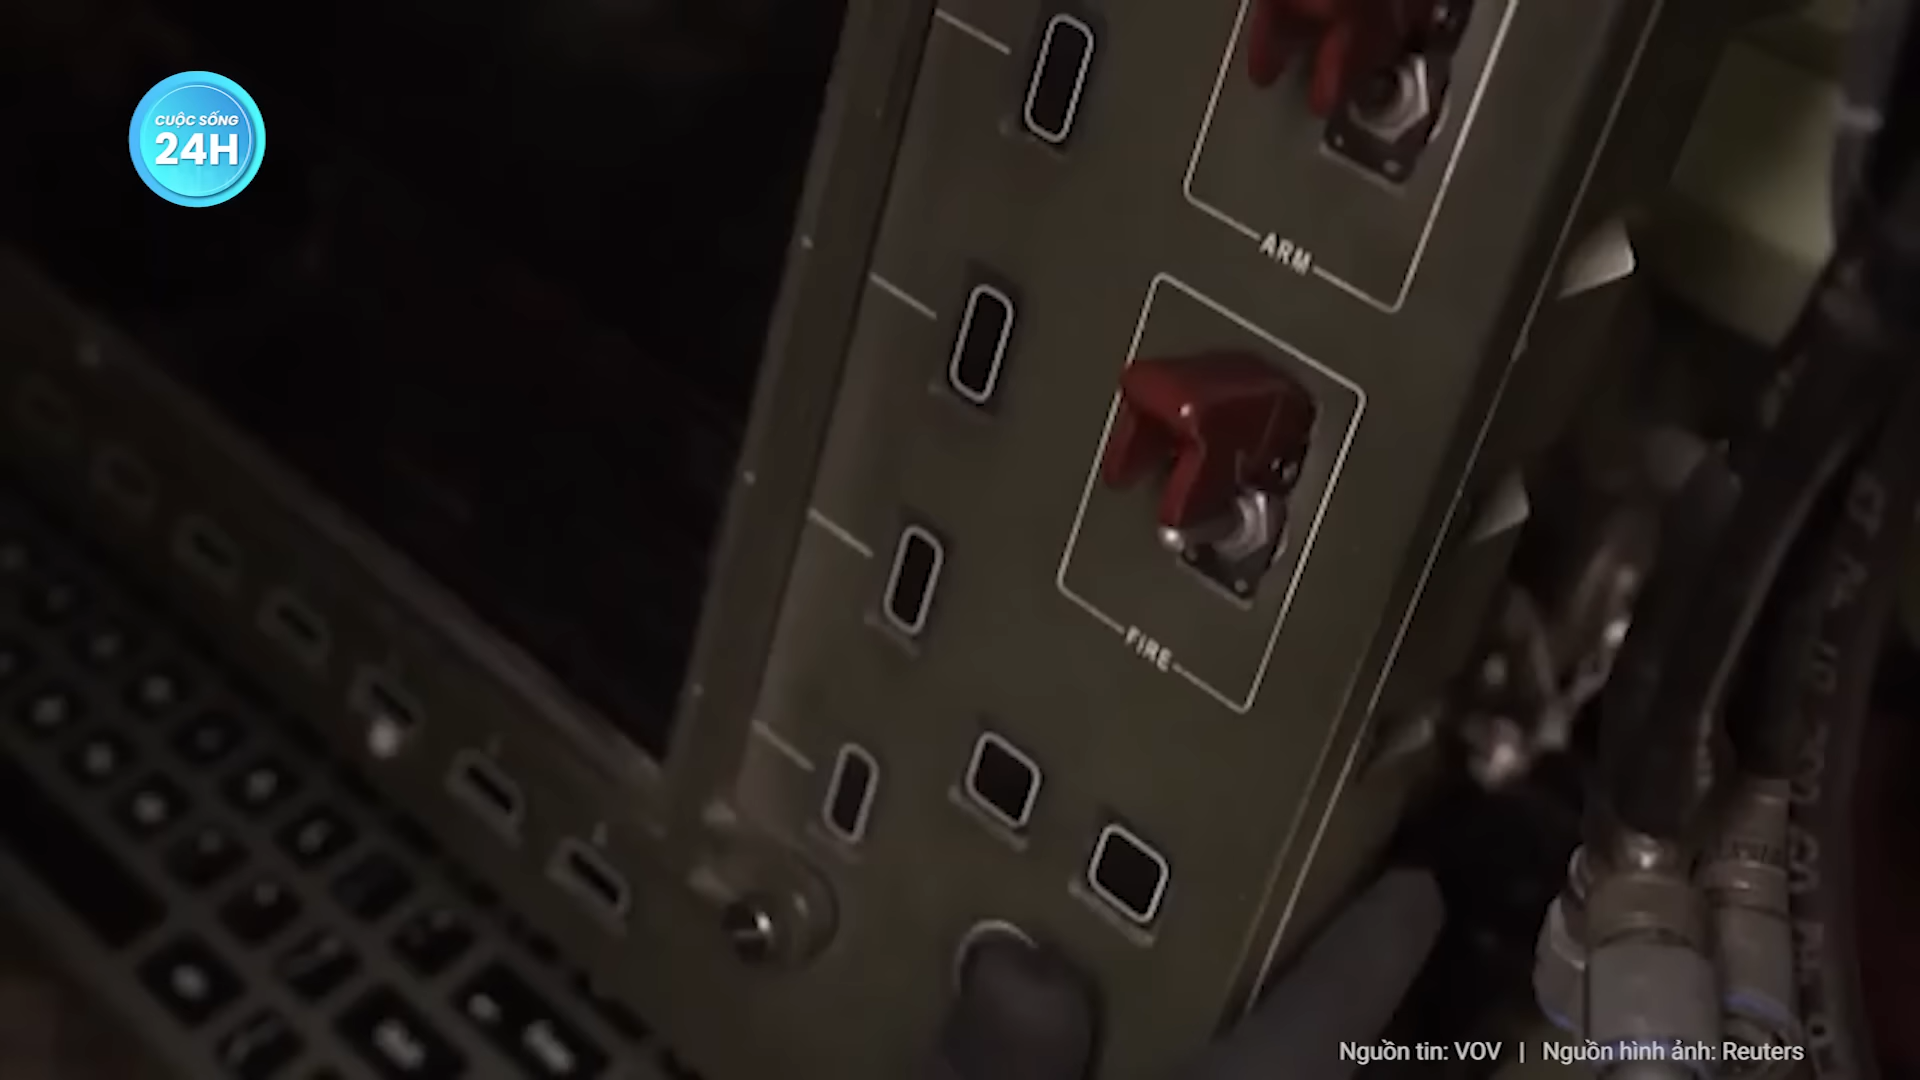 CUỘC SỐNG
24H
ARM
FIRE
Nguồn tin: VOV | Nguồn hình ảnh: Reuters